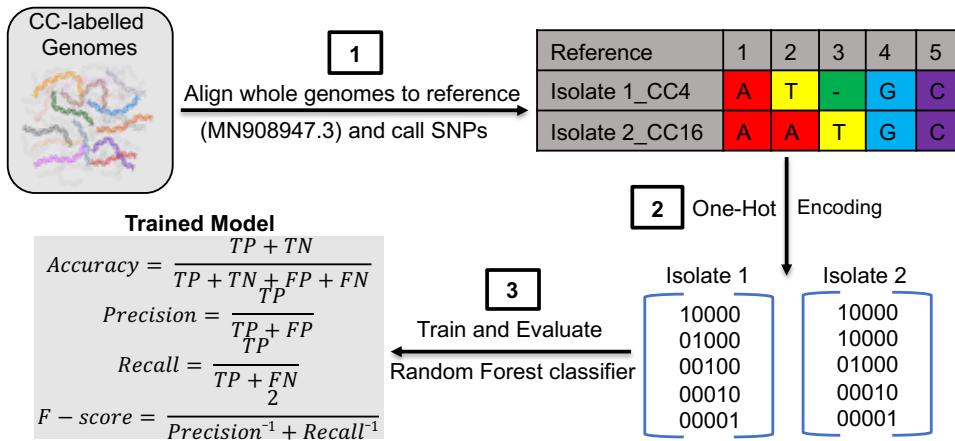 CC-labelled
Genomes
1
Align whole genomes to reference
(MN908947.3) and call SNPs
Reference 1 2 3 4 5
Isolate 1_CC4 A T - G C
Isolate 2_CC16 A A T G C
2 One-Hot Encoding
Isolate 1
10000
01000
00100
00010
00001
Isolate 2
10000
10000
01000
00010
00001
3
Train and Evaluate
Random Forest classifier
Trained Model
Accuracy = TP + TN / TP + TN + FP + FN
Precision = TP / TP + FP
Recall = TP / TP + FN
F − score = 2 / Precision⁻¹ + Recall⁻¹